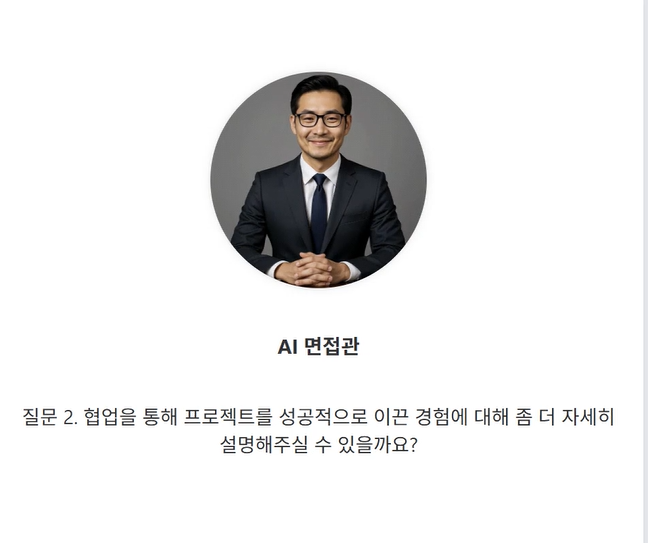 AI 면접관
질문 2. 협업을 통해 프로젝트를 성공적으로 이끈 경험에 대해 좀 더 자세히
설명해주실 수 있을까요?